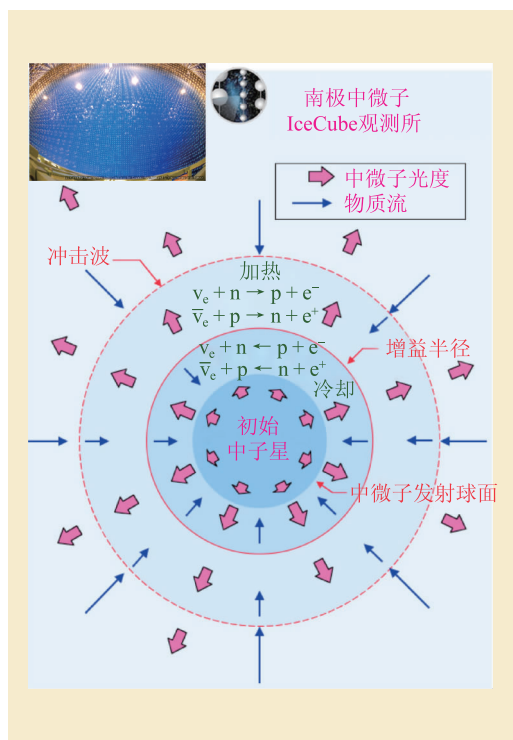 南极中微子
IceCube观测所
中微子光度
物质流
冲击波
加热
νe + n → p + e⁻
ν̅e + p → n + e⁺
νe + n ← p + e⁻
ν̅e + p ← n + e⁺
冷却
增益半径
初始
中子星
中微子发射球面